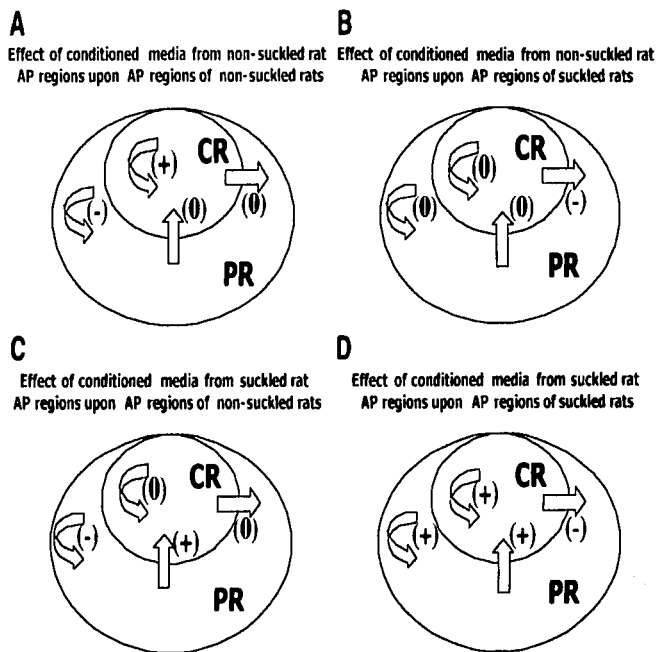 A
Effect of conditioned media from non-suckled rat
AP regions upon AP regions of non-suckled rats
CR
(+)
(-)
(0)
(0)
PR
B
Effect of conditioned media from non-suckled rat
AP regions upon AP regions of suckled rats
CR
(0)
(0)
(0)
(-)
PR
C
Effect of conditioned media from suckled rat
AP regions upon AP regions of non-suckled rats
CR
(0)
(-)
(+)
(0)
PR
D
Effect of conditioned media from suckled rat
AP regions upon AP regions of suckled rats
CR
(+)
(+)
(+)
(-)
PR